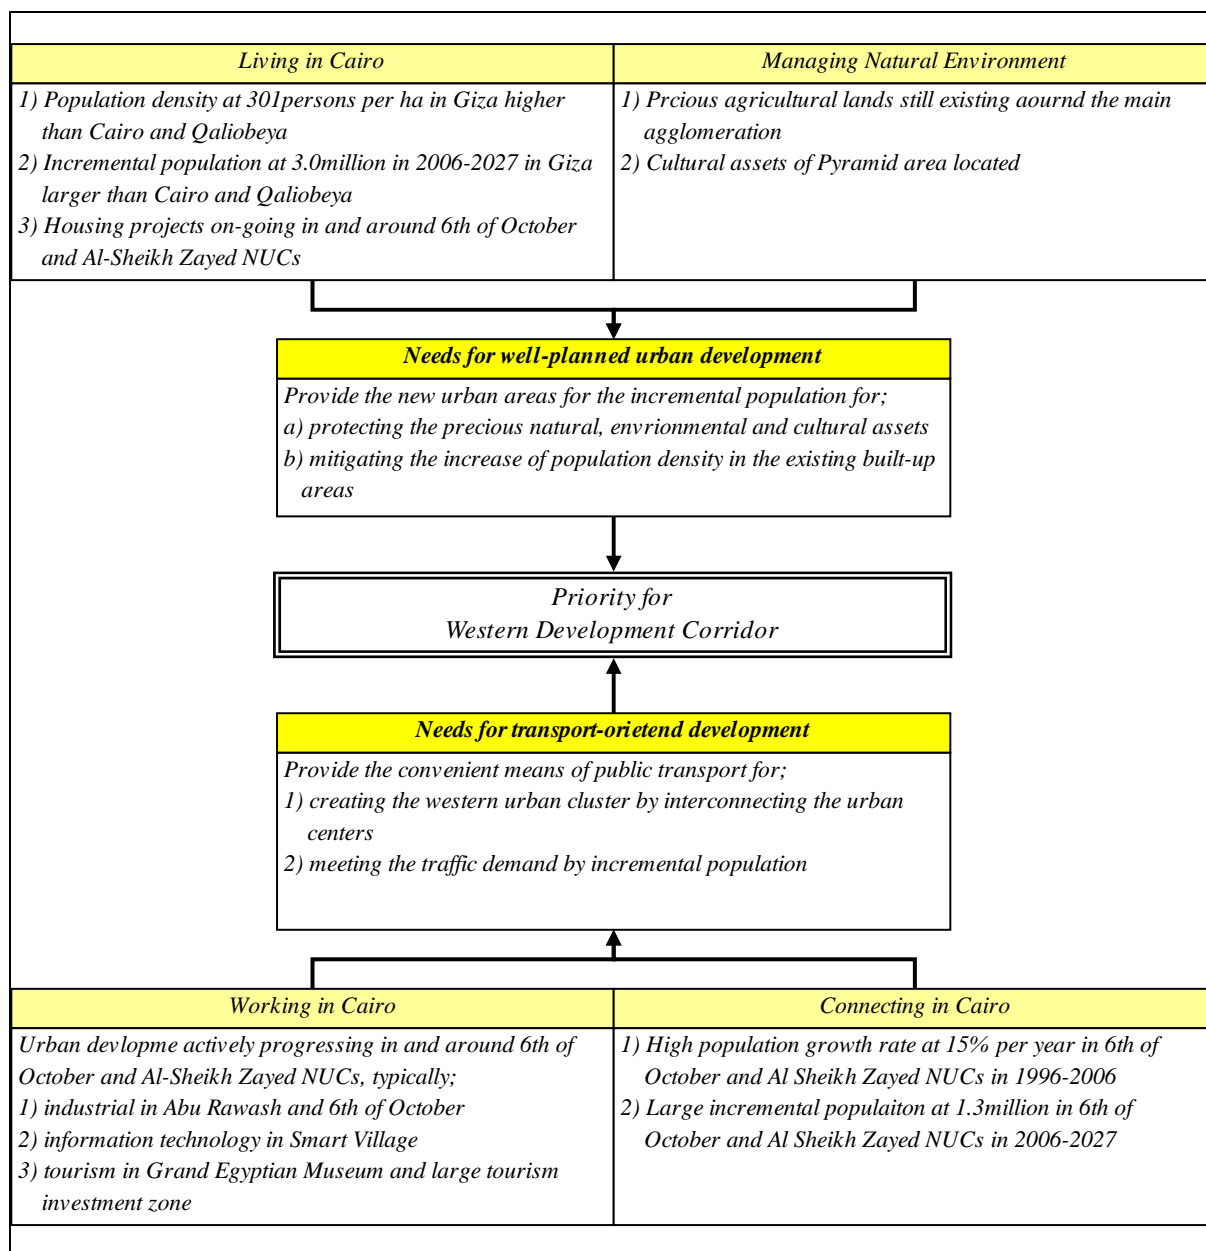 Living in Cairo
1) Population density at 301persons per ha in Giza higher
than Cairo and Qaliobeya
2) Incremental population at 3.0million in 2006-2027 in Giza
larger than Cairo and Qaliobeya
3) Housing projects on-going in and around 6th of October
and Al-Sheikh Zayed NUCs
Managing Natural Environment
1) Prcious agricultural lands still existing aournd the main
agglomeration
2) Cultural assets of Pyramid area located
Needs for well-planned urban development
Provide the new urban areas for the incremental population for;
a) protecting the precious natural, envrionmental and cultural assets
b) mitigating the increase of population density in the existing built-up
areas
Priority for
Western Development Corridor
Needs for transport-orietend development
Provide the convenient means of public transport for;
1) creating the western urban cluster by interconnecting the urban
centers
2) meeting the traffic demand by incremental population
Working in Cairo
Urban devlopme actively progressing in and around 6th of
October and Al-Sheikh Zayed NUCs, typically;
1) industrial in Abu Rawash and 6th of October
2) information technology in Smart Village
3) tourism in Grand Egyptian Museum and large tourism
investment zone
Connecting in Cairo
1) High population growth rate at 15% per year in 6th of
October and Al Sheikh Zayed NUCs in 1996-2006
2) Large incremental populaiton at 1.3million in 6th of
October and Al Sheikh Zayed NUCs in 2006-2027